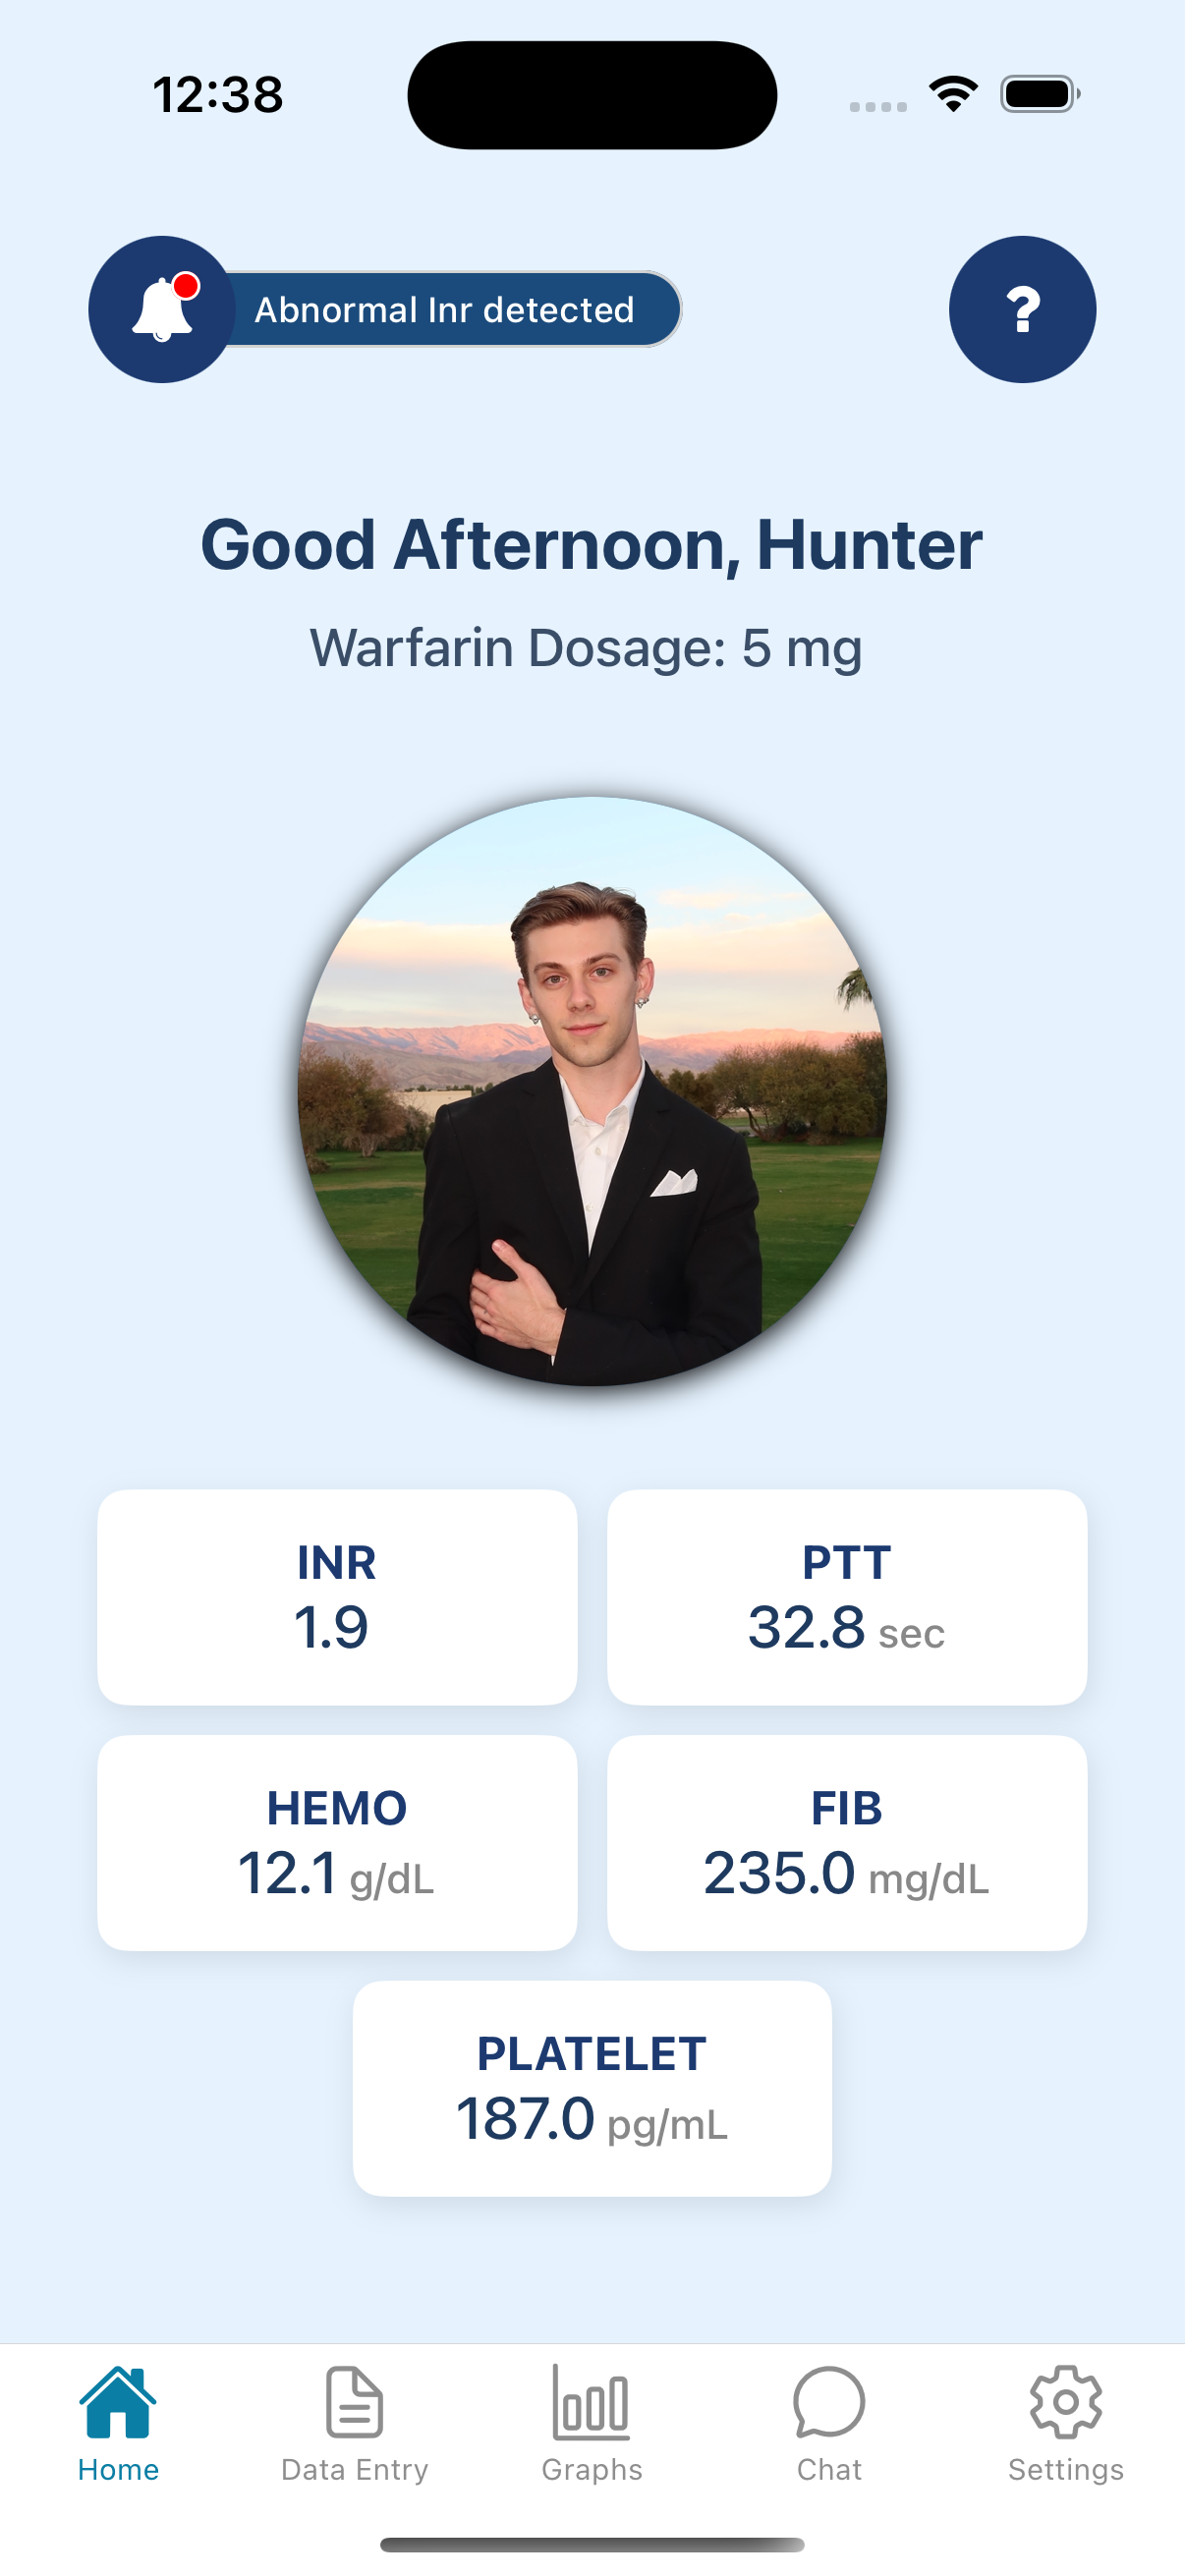 12:38
Abnormal Inr detected
?
Good Afternoon, Hunter
Warfarin Dosage: 5 mg
INR
1.9
PTT
32.8 sec
HEMO
12.1 g/dL
FIB
235.0 mg/dL
PLATELET
187.0 pg/mL
Home
Data Entry
Graphs
Chat
Settings